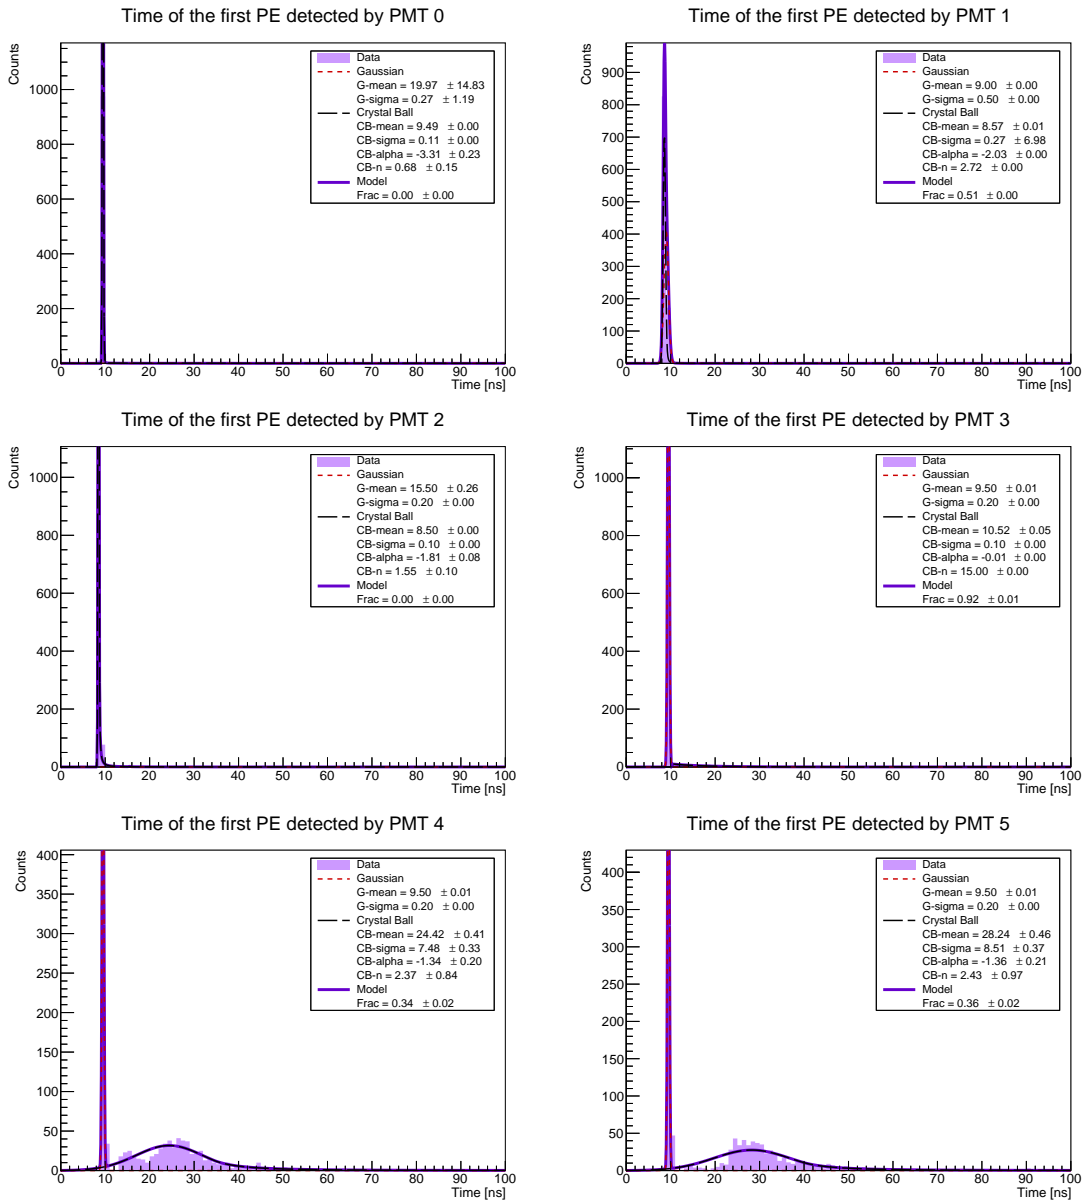 Time of the first PE detected by PMT 0
Counts
Data
Gaussian
G-mean = 19.97 ± 14.83
G-sigma = 0.27 ± 1.19
Crystal Ball
CB-mean = 9.49 ± 0.00
CB-sigma = 0.11 ± 0.00
CB-alpha = -3.31 ± 0.23
CB-n = 0.68 ± 0.15
Model
Frac = 0.00 ± 0.00
1000
800
600
400
200
0
0 10 20 30 40 50 60 70 80 90 100
Time [ns]
Time of the first PE detected by PMT 1
Counts
Data
Gaussian
G-mean = 9.00 ± 0.00
G-sigma = 0.50 ± 0.00
Crystal Ball
CB-mean = 8.57 ± 0.01
CB-sigma = 0.27 ± 6.98
CB-alpha = -2.03 ± 0.00
CB-n = 2.72 ± 0.00
Model
Frac = 0.51 ± 0.00
900
800
700
600
500
400
300
200
100
0
0 10 20 30 40 50 60 70 80 90 100
Time [ns]
Time of the first PE detected by PMT 2
Counts
Data
Gaussian
G-mean = 15.50 ± 0.26
G-sigma = 0.20 ± 0.00
Crystal Ball
CB-mean = 8.50 ± 0.00
CB-sigma = 0.10 ± 0.00
CB-alpha = -1.81 ± 0.08
CB-n = 1.55 ± 0.10
Model
Frac = 0.00 ± 0.00
1000
800
600
400
200
0
0 10 20 30 40 50 60 70 80 90 100
Time [ns]
Time of the first PE detected by PMT 3
Counts
Data
Gaussian
G-mean = 9.50 ± 0.01
G-sigma = 0.20 ± 0.00
Crystal Ball
CB-mean = 10.52 ± 0.05
CB-sigma = 0.10 ± 0.00
CB-alpha = -0.01 ± 0.00
CB-n = 15.00 ± 0.00
Model
Frac = 0.92 ± 0.01
1000
800
600
400
200
0
0 10 20 30 40 50 60 70 80 90 100
Time [ns]
Time of the first PE detected by PMT 4
Counts
Data
Gaussian
G-mean = 9.50 ± 0.01
G-sigma = 0.20 ± 0.00
Crystal Ball
CB-mean = 24.42 ± 0.41
CB-sigma = 7.48 ± 0.33
CB-alpha = -1.34 ± 0.20
CB-n = 2.37 ± 0.84
Model
Frac = 0.34 ± 0.02
400
350
300
250
200
150
100
50
0
0 10 20 30 40 50 60 70 80 90 100
Time [ns]
Time of the first PE detected by PMT 5
Counts
Data
Gaussian
G-mean = 9.50 ± 0.01
G-sigma = 0.20 ± 0.00
Crystal Ball
CB-mean = 28.24 ± 0.46
CB-sigma = 8.51 ± 0.37
CB-alpha = -1.36 ± 0.21
CB-n = 2.43 ± 0.97
Model
Frac = 0.36 ± 0.02
400
350
300
250
200
150
100
50
0
0 10 20 30 40 50 60 70 80 90 100
Time [ns]